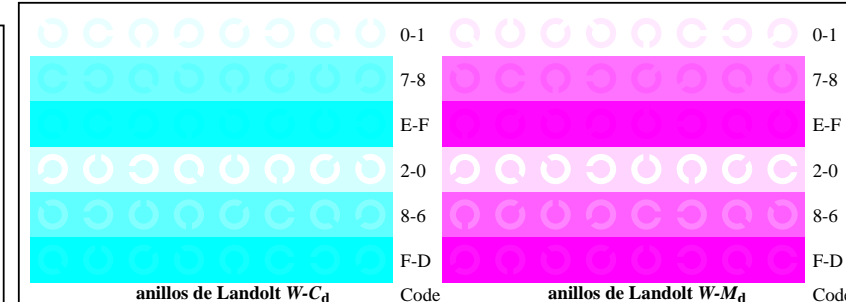 0-1
7-8
E-F
2-0
8-6
F-D
anillos de Landolt W-Cd
Code
0-1
7-8
E-F
2-0
8-6
F-D
anillos de Landolt W-Md
Code